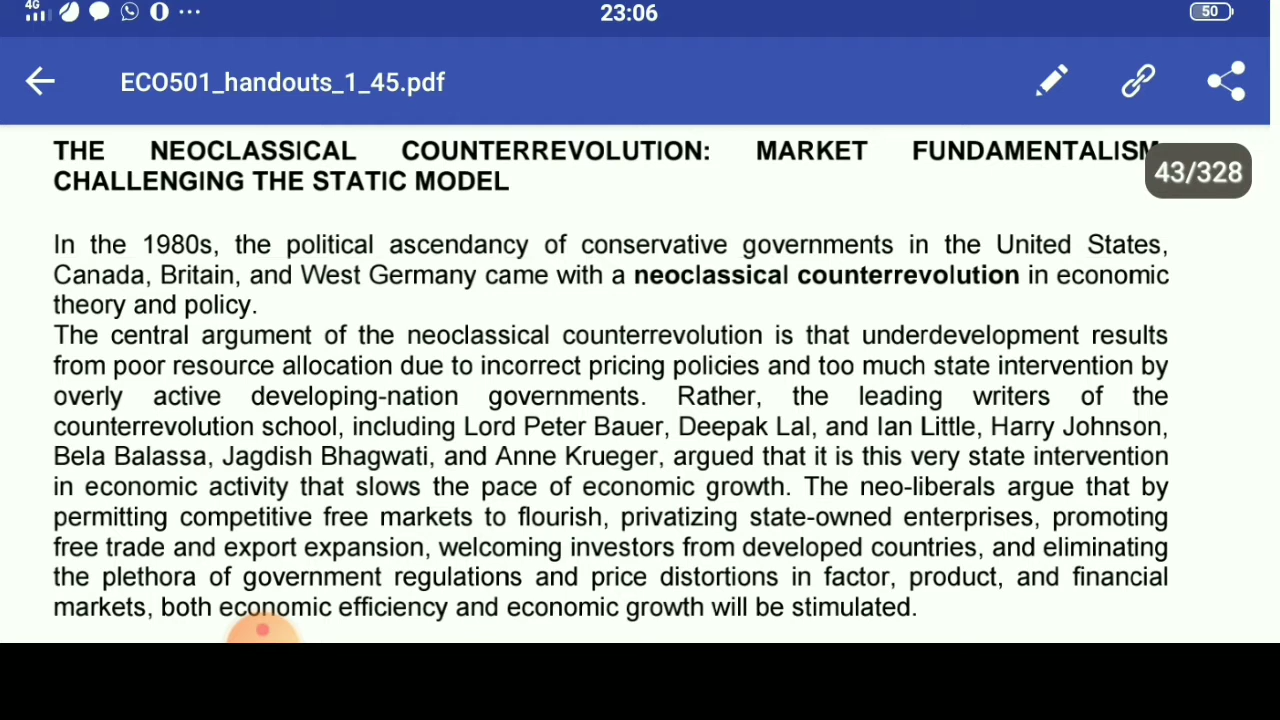 4G
23:06
50
ECO501_handouts_1_45.pdf
THE NEOCLASSICAL COUNTERREVOLUTION: MARKET FUNDAMENTALISM
43/328
CHALLENGING THE STATIC MODEL
In the 1980s, the political ascendancy of conservative governments in the United States,
Canada, Britain, and West Germany came with a neoclassical counterrevolution in economic
theory and policy.
The central argument of the neoclassical counterrevolution is that underdevelopment results
from poor resource allocation due to incorrect pricing policies and too much state intervention by
overly active developing-nation governments. Rather, the leading writers of the
counterrevolution school, including Lord Peter Bauer, Deepak Lal, and Ian Little, Harry Johnson,
Bela Balassa, Jagdish Bhagwati, and Anne Krueger, argued that it is this very state intervention
in economic activity that slows the pace of economic growth. The neo-liberals argue that by
permitting competitive free markets to flourish, privatizing state-owned enterprises, promoting
free trade and export expansion, welcoming investors from developed countries, and eliminating
the plethora of government regulations and price distortions in factor, product, and financial
markets, both economic efficiency and economic growth will be stimulated.